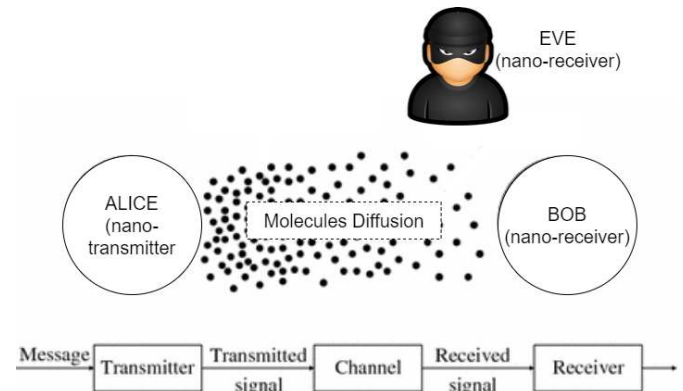 EVE
(nano-receiver)
ALICE
(nano-
transmitter
Molecules Diffusion
BOB
(nano-receiver)
Message
Transmitter
Transmitted
signal
Channel
Received
signal
Receiver